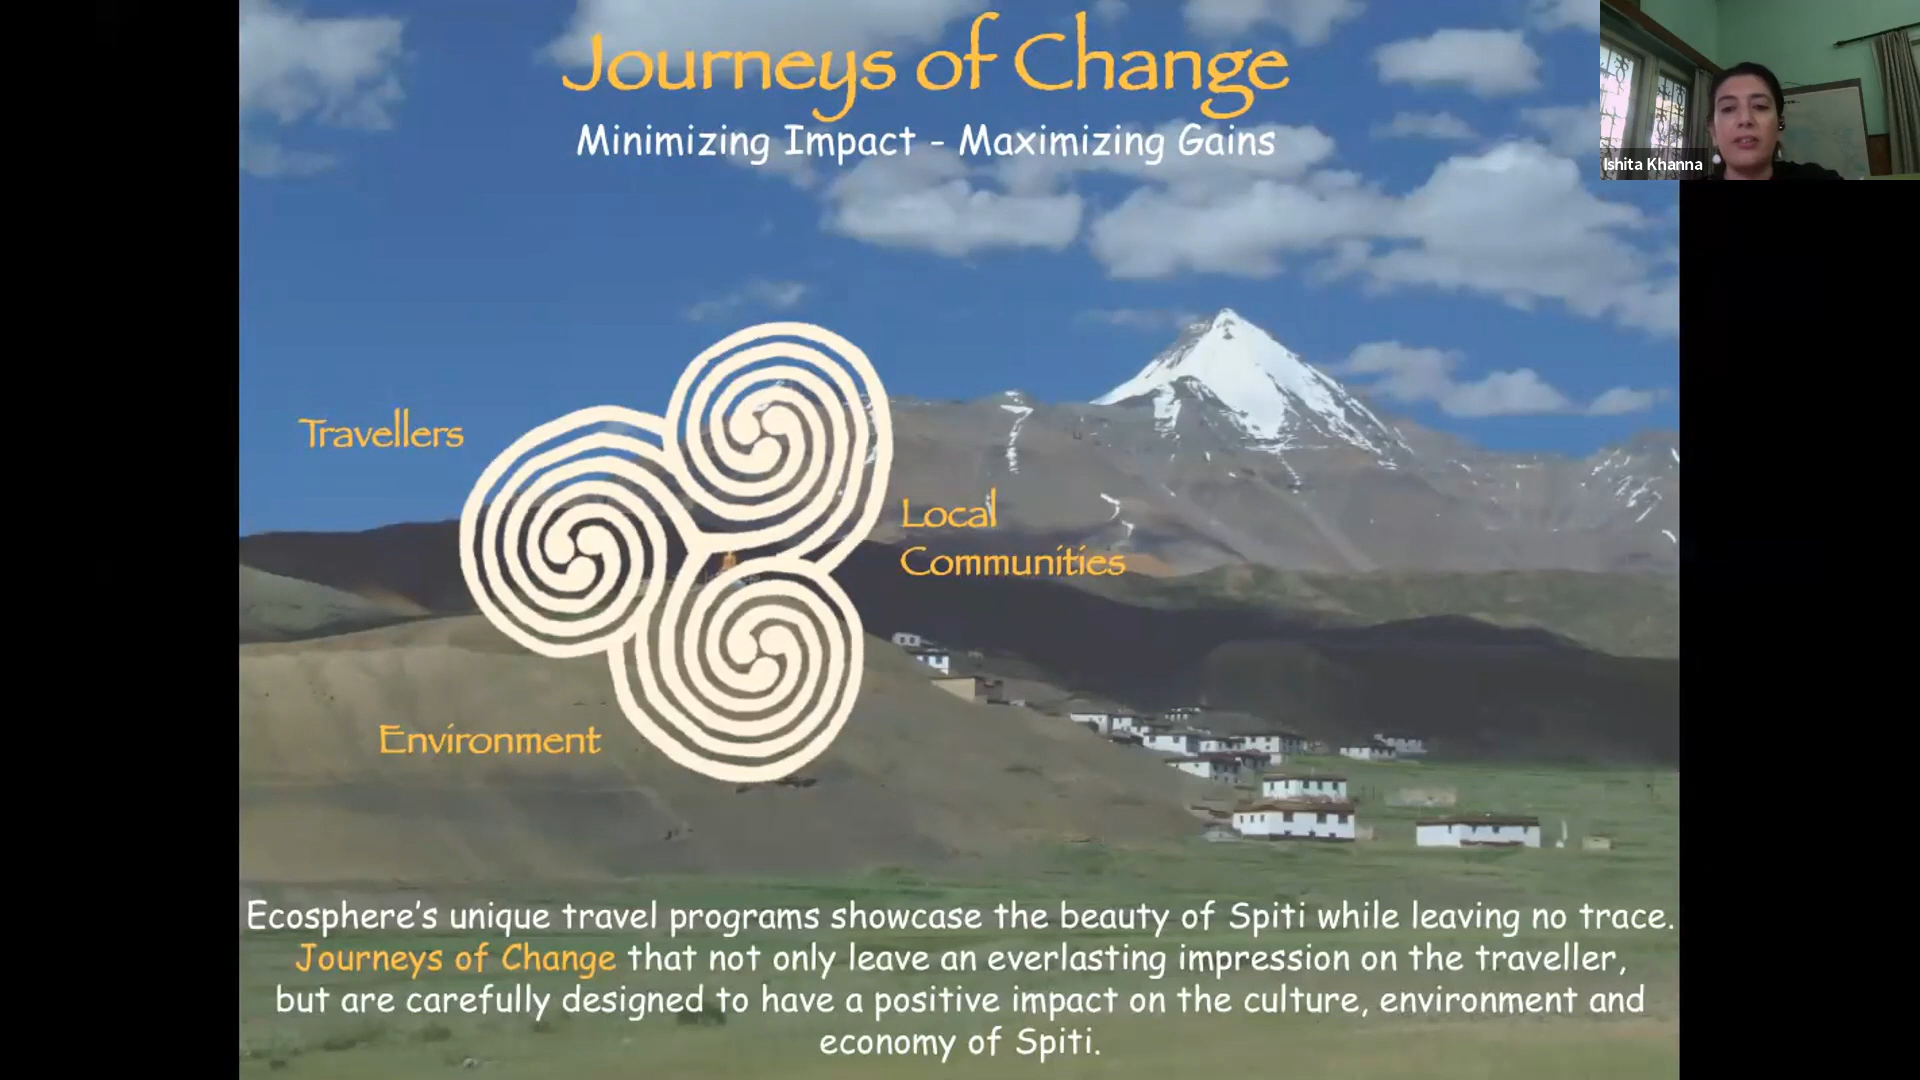 Journeys of Change
Minimizing Impact - Maximizing Gains
Ishita Khanna
Travellers
Local
Communities
Environment
Ecosphere's unique travel programs showcase the beauty of Spiti while leaving no trace.
Journeys of Change that not only leave an everlasting impression on the traveller,
but are carefully designed to have a positive impact on the culture, environment and
economy of Spiti.